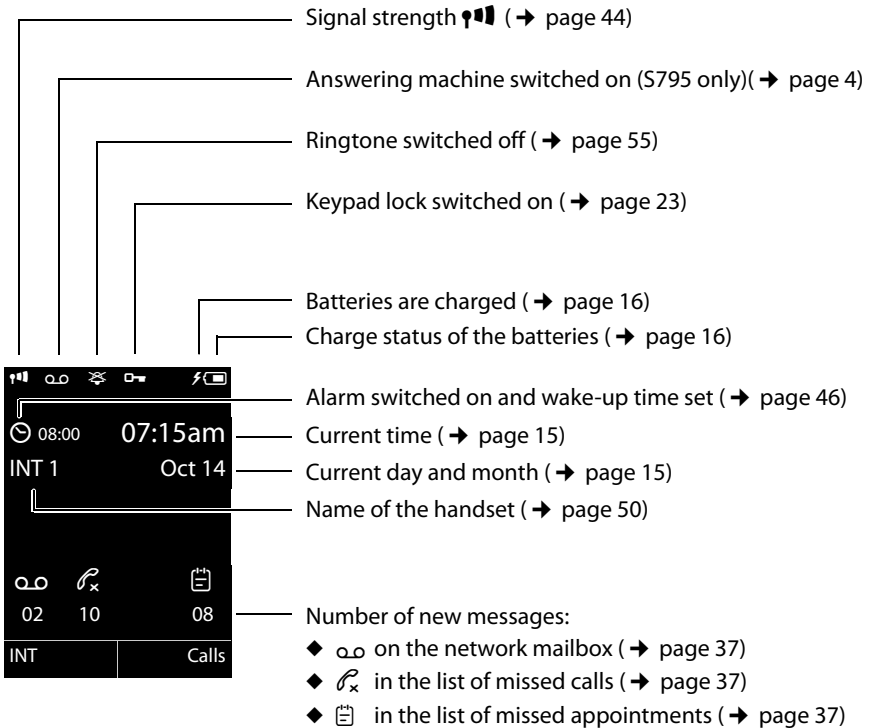 Signal strength (➔ page 44)
Answering machine switched on (S795 only)(➔ page 4)
Ringtone switched off (➔ page 55)
Keypad lock switched on (➔ page 23)
Batteries are charged (➔ page 16)
Charge status of the batteries (➔ page 16)
Alarm switched on and wake-up time set (➔ page 46)
08:00 07:15am
Current time (➔ page 15)
INT 1 Oct 14
Current day and month (➔ page 15)
Name of the handset (➔ page 50)
02 10 08
Number of new messages:
INT Calls
◆ on the network mailbox (➔ page 37)
◆ in the list of missed calls (➔ page 37)
◆ in the list of missed appointments (➔ page 37)